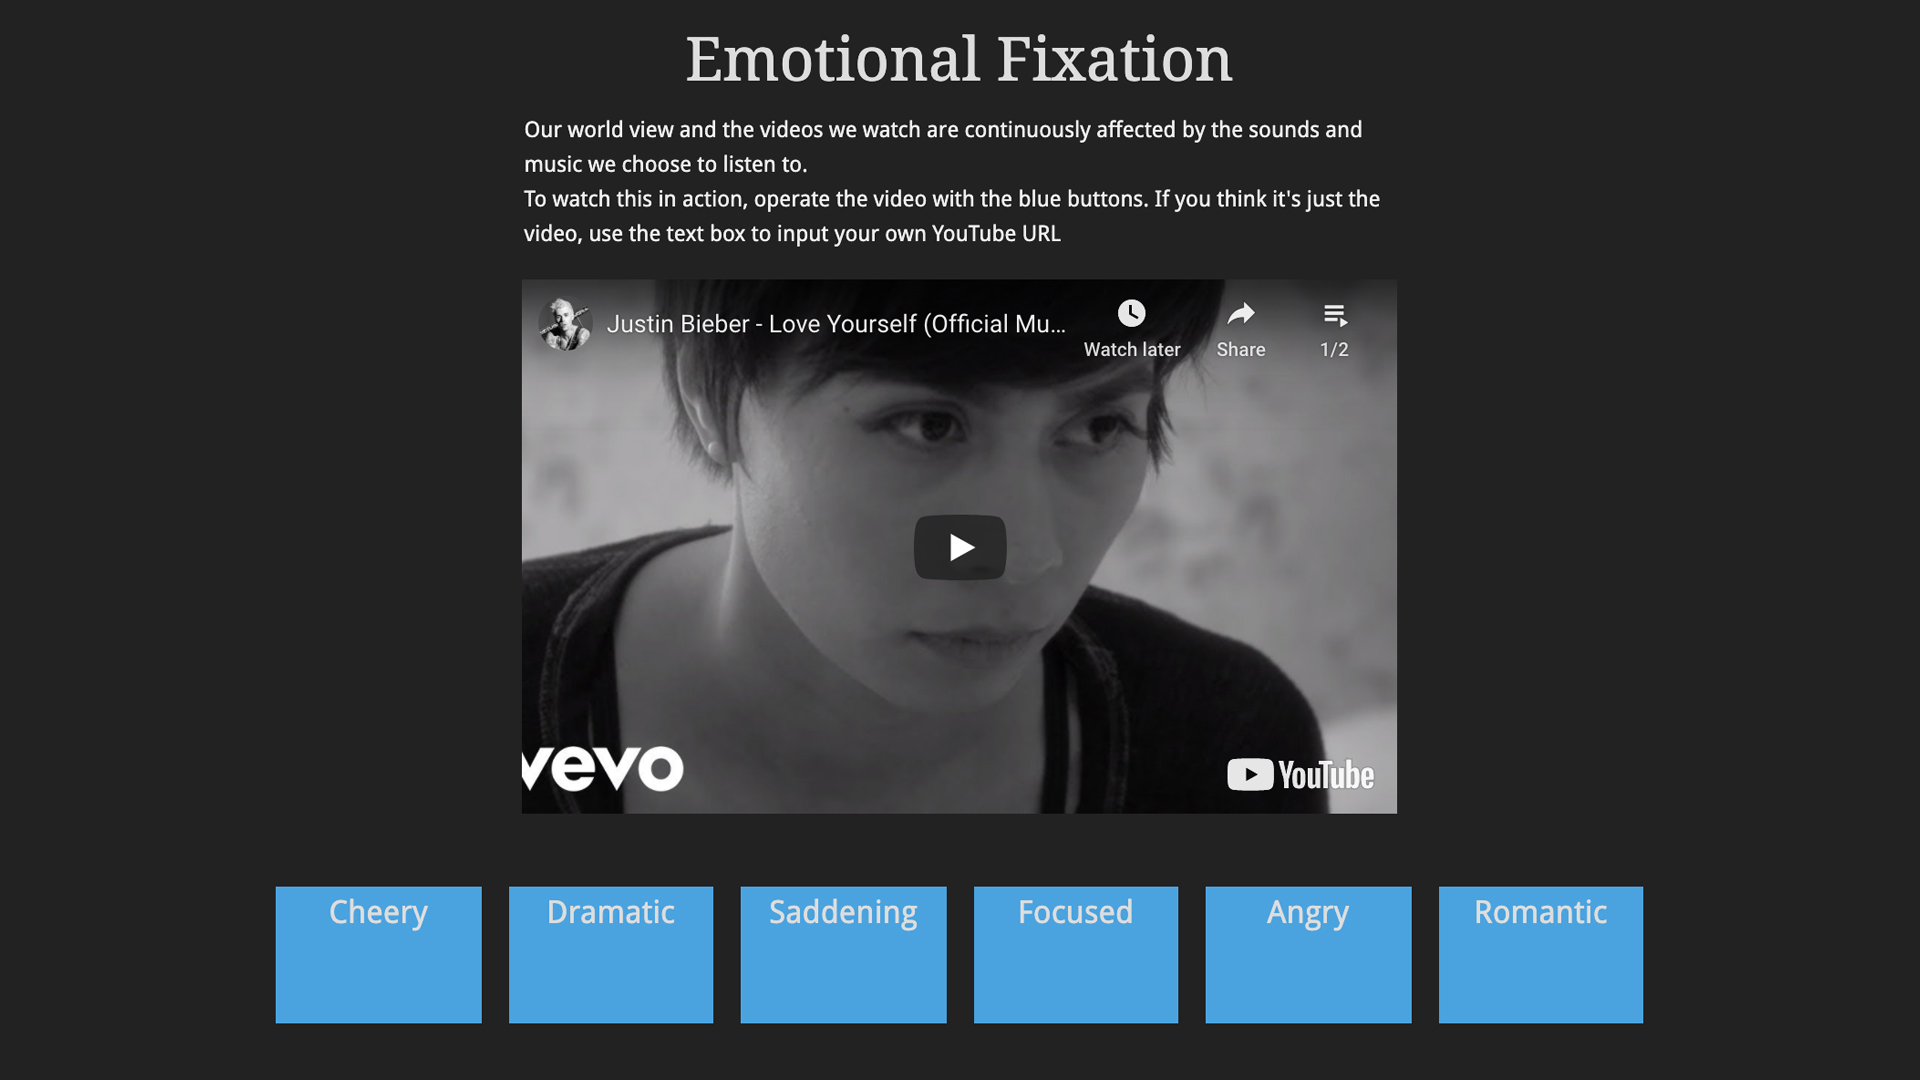 Emotional Fixation
Our world view and the videos we watch are continuously affected by the sounds and
music we choose to listen to.
To watch this in action, operate the video with the blue buttons. If you think it's just the
video, use the text box to input your own YouTube URL
Justin Bieber - Love Yourself (Official Mu...
Watch later
Share
1/2
vevo
YouTube
Cheery
Dramatic
Saddening
Focused
Angry
Romantic